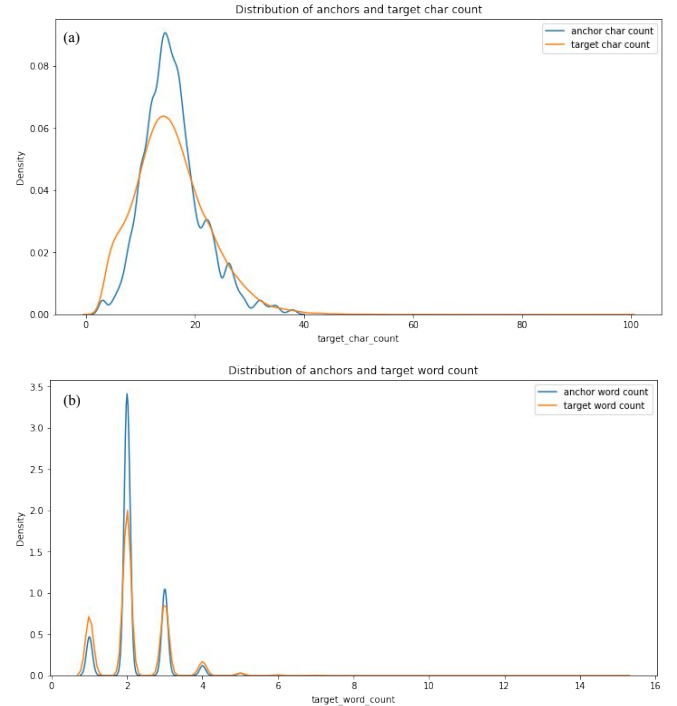 Distribution of anchors and target char count
(a)
anchor char count
target char count
0.08
0.06
0.04
0.02
0.00
Density
0 20 40 60 80 100
target_char_count
Distribution of anchors and target word count
(b)
anchor word count
target word count
3.5
3.0
2.5
2.0
1.5
1.0
0.5
0.0
Density
0 2 4 6 8 10 12 14 16
target_word_count